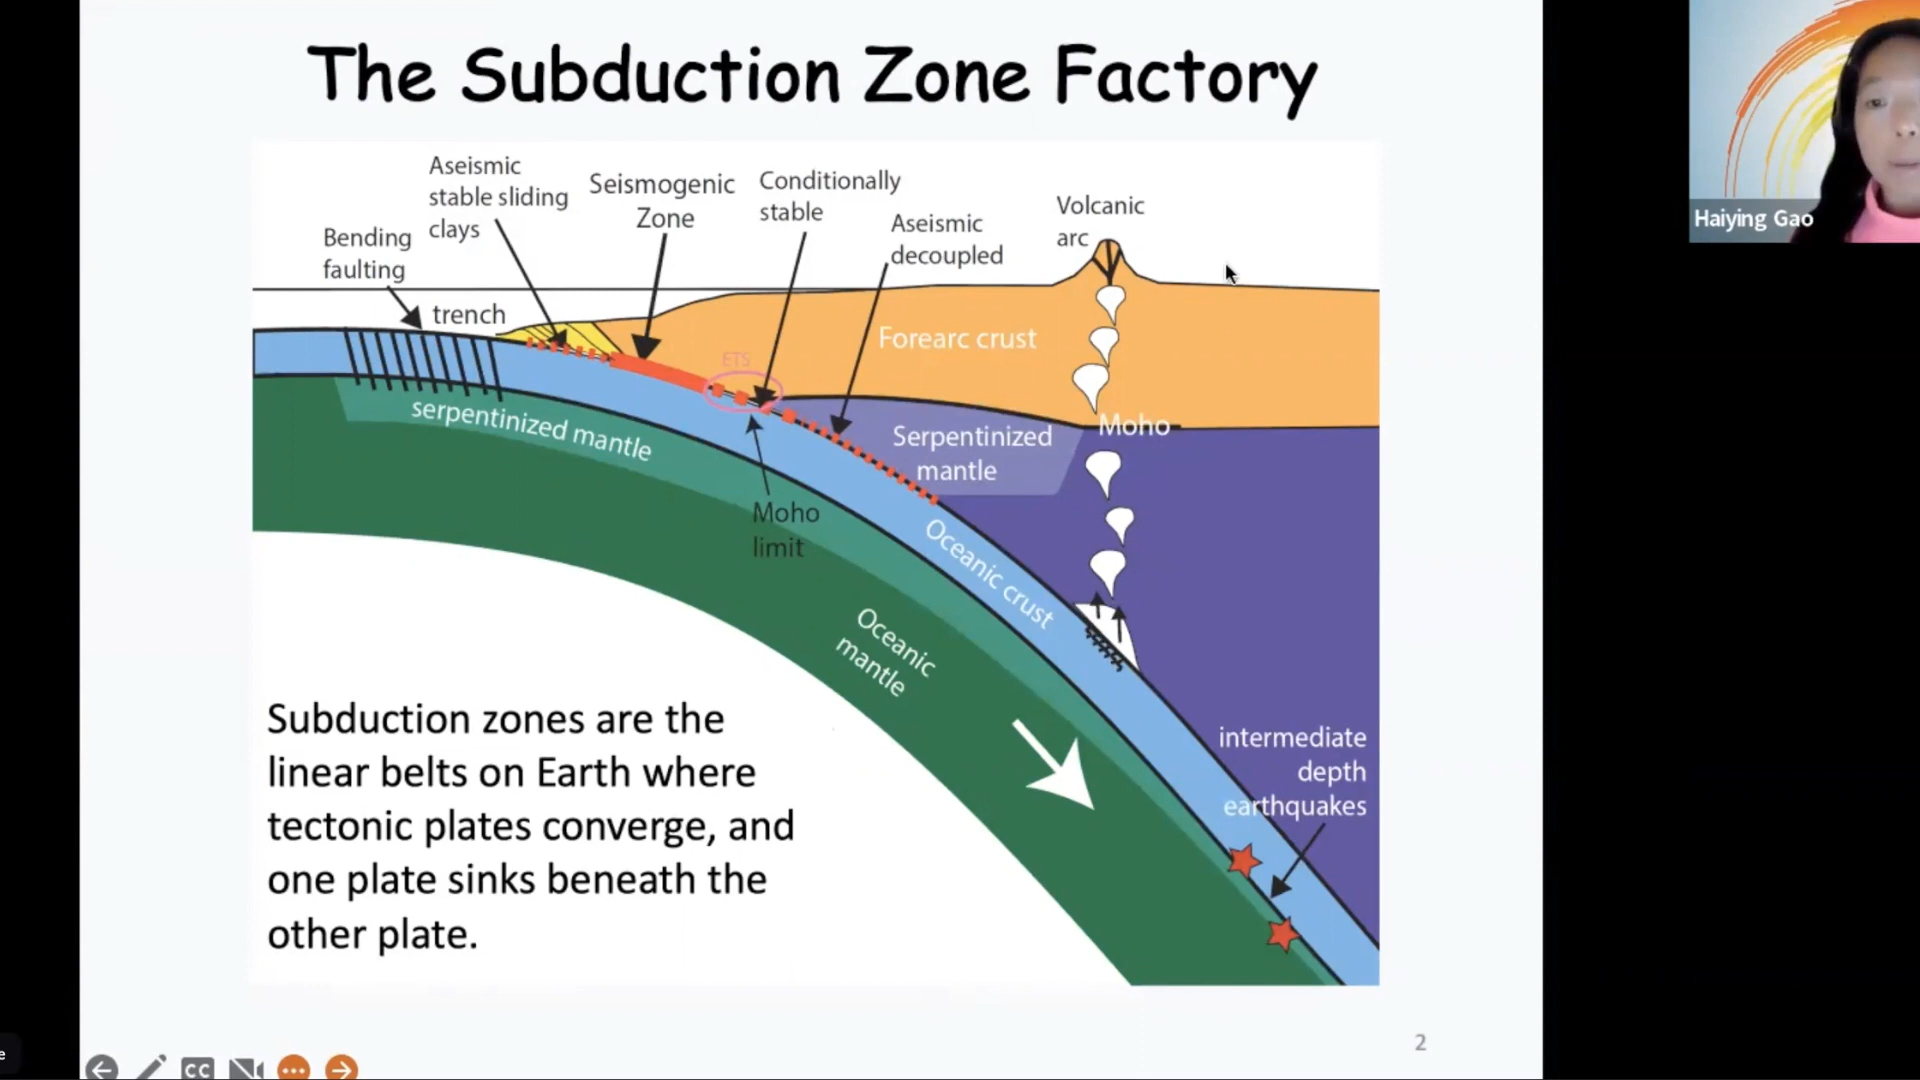 The Subduction Zone Factory
Haiying Gao
Aseismic
stable sliding
clays
Seismogenic
Zone
Conditionally
stable
Aseismic
decoupled
Volcanic
arc
Bending
faulting
trench
ETS
Forearc crust
Moho
serpentinized mantle
Serpentinized
mantle
Moho
limit
Oceanic crust
Oceanic
mantle
intermediate
depth
earthquakes
Subduction zones are the
linear belts on Earth where
tectonic plates converge, and
one plate sinks beneath the
other plate.
2
e
CC